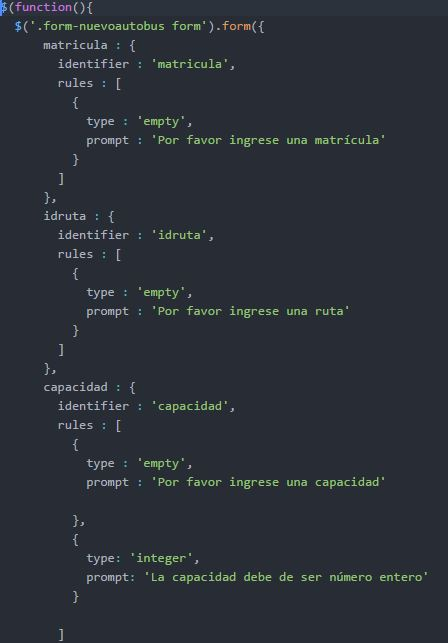 $(function(){
  $('.form-nuevoautobus form').form({
      matricula : {
        identifier : 'matricula',
        rules : [
          {
            type : 'empty',
            prompt : 'Por favor ingrese una matrícula'
          }
        ]
      },
      idruta : {
        identifier : 'idruta',
        rules : [
          {
            type : 'empty',
            prompt : 'Por favor ingrese una ruta'
          }
        ]
      },
      capacidad : {
        identifier : 'capacidad',
        rules : [
          {
            type : 'empty',
            prompt : 'Por favor ingrese una capacidad'

          },
          {
            type: 'integer',
            prompt: 'La capacidad debe de ser número entero'
          }

        ]